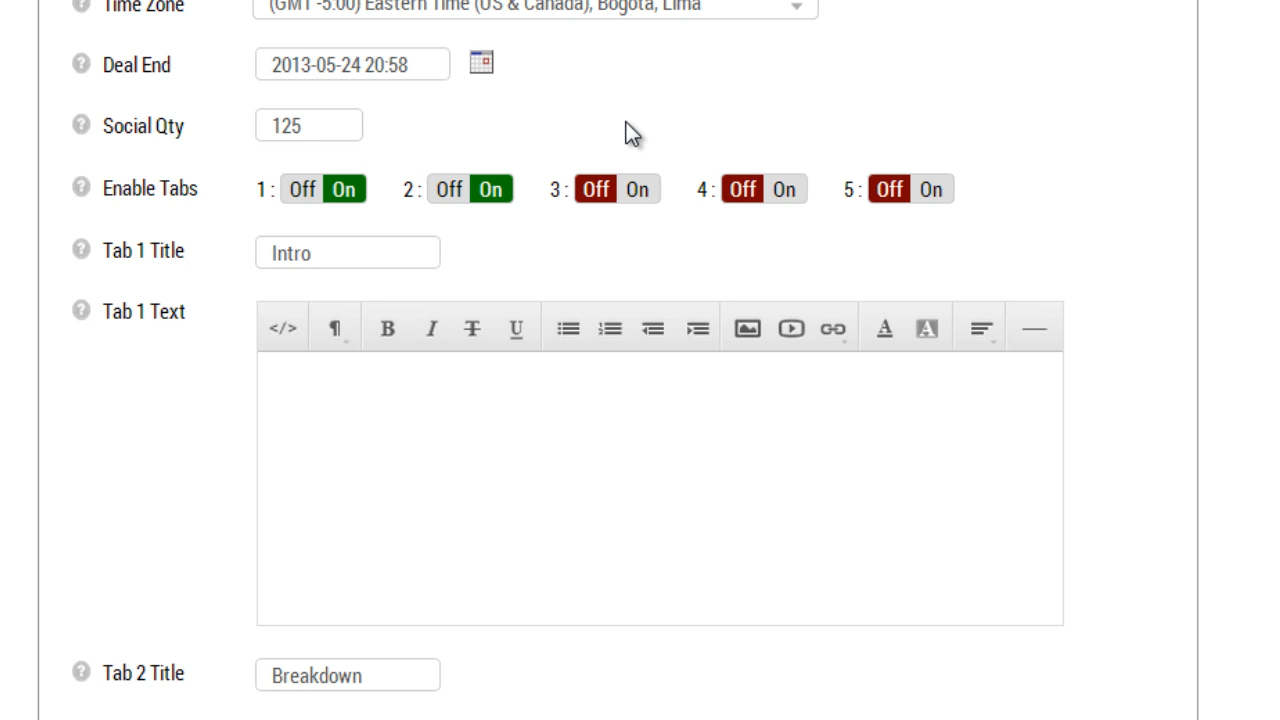 Time Zone (GMT -5:00) Eastern Time (US & Canada), Bogota, Lima
Deal End 2013-05-24 20:58
Social Qty 125
Enable Tabs 1 : Off On 2 : Off On 3 : Off On 4 : Off On 5 : Off On
Tab 1 Title Intro
Tab 1 Text
</> ¶ B I T U A A
Tab 2 Title Breakdown